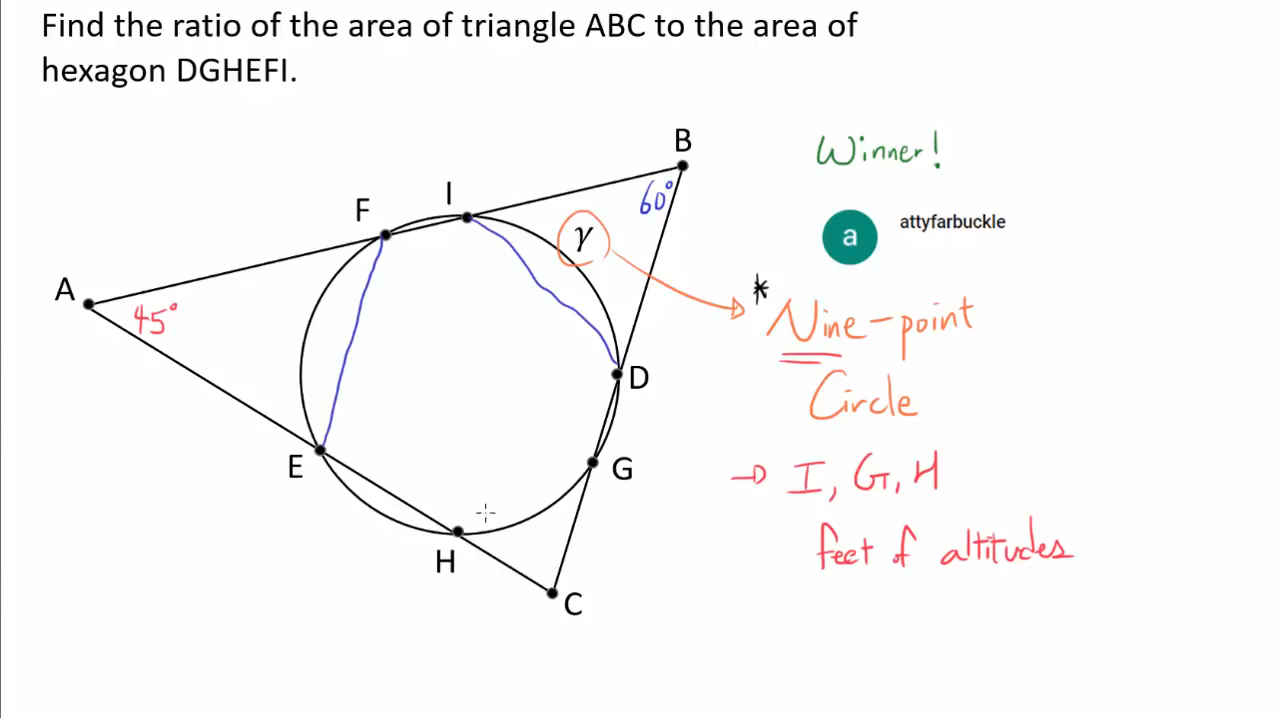 Find the ratio of the area of triangle ABC to the area of
hexagon DGHEFI.
B
Winner!
60°
I
F
a
attyfarbuckle
γ
A
45°
*
Nine-point
Circle
D
E
G
→ I, G, H
feet of altitudes
H
C